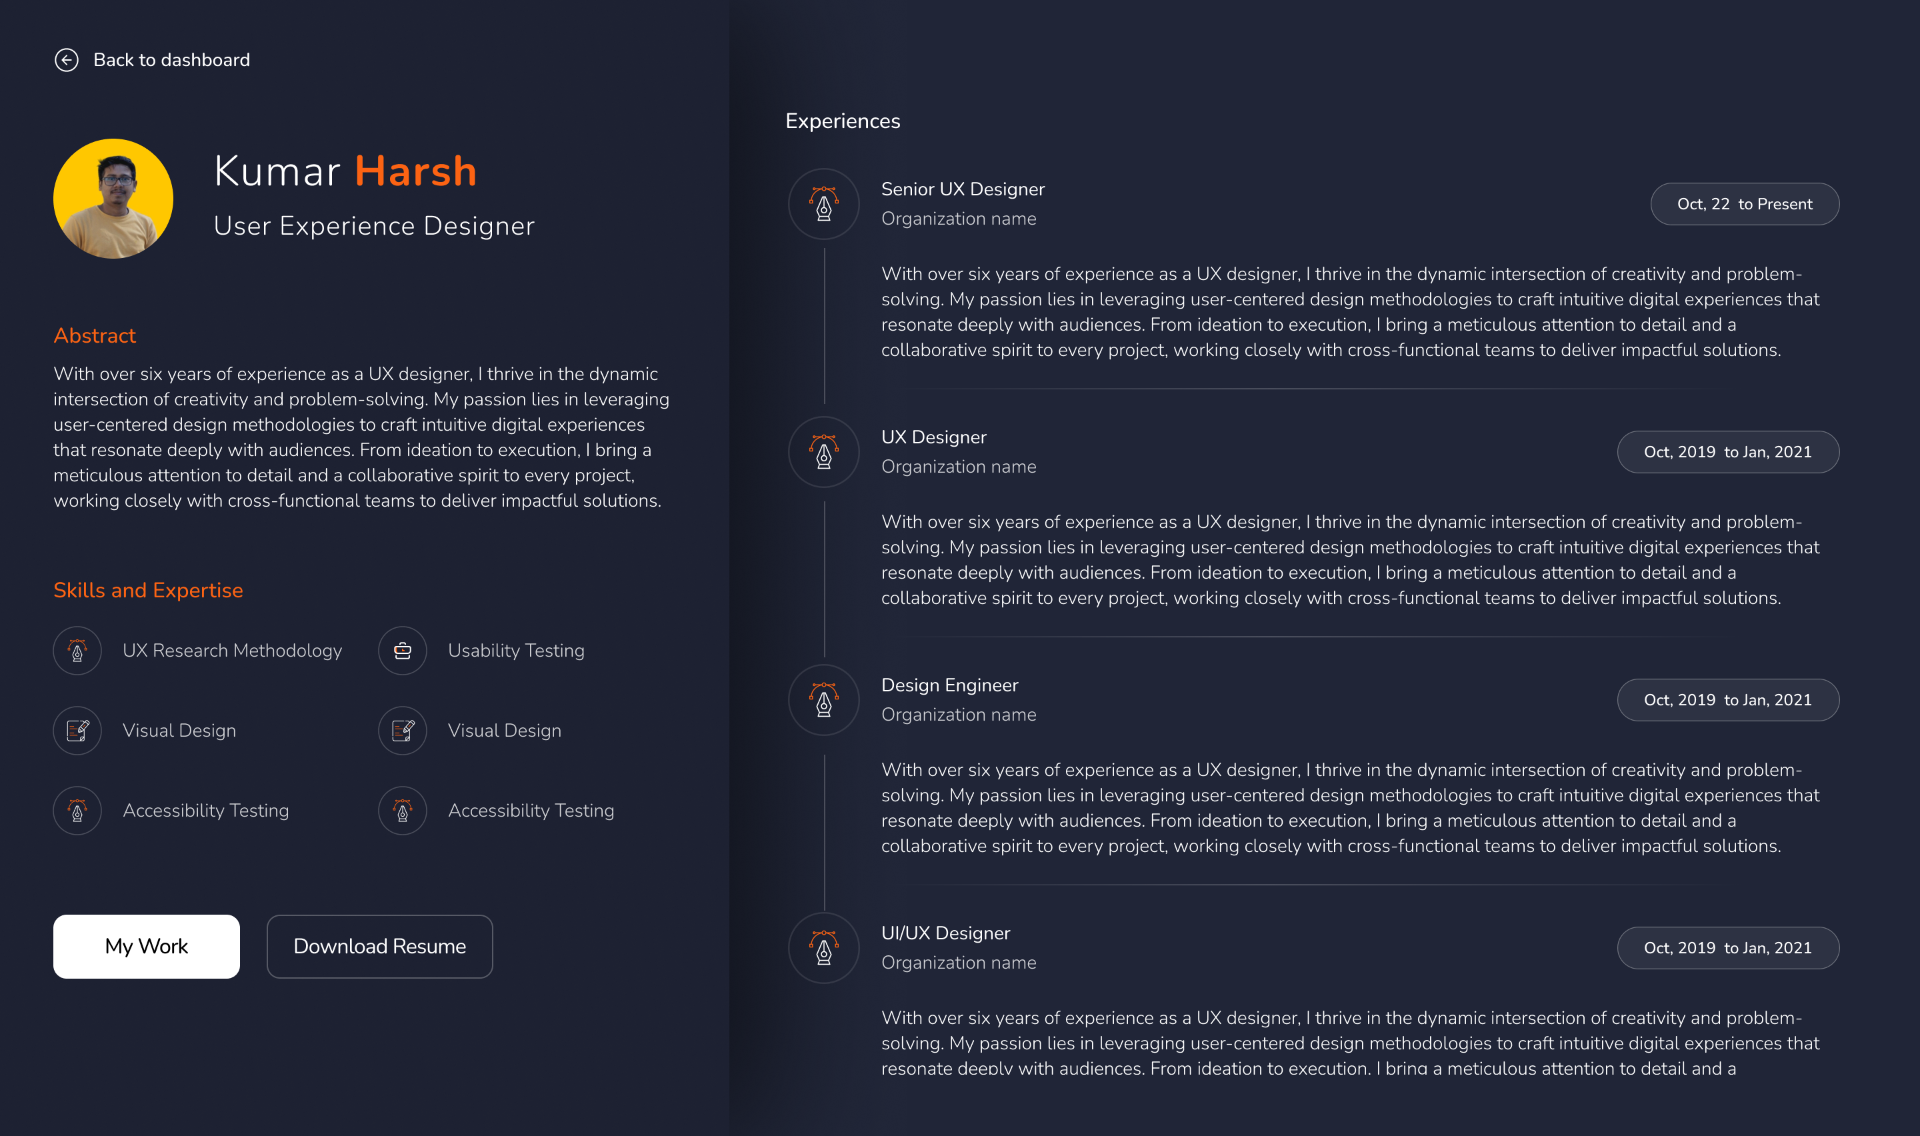 Back to dashboard
Kumar Harsh
User Experience Designer
Abstract
With over six years of experience as a UX designer, I thrive in the dynamic
intersection of creativity and problem-solving. My passion lies in leveraging
user-centered design methodologies to craft intuitive digital experiences
that resonate deeply with audiences. From ideation to execution, I bring a
meticulous attention to detail and a collaborative spirit to every project,
working closely with cross-functional teams to deliver impactful solutions.
Skills and Expertise
UX Research Methodology
Usability Testing
Visual Design
Visual Design
Accessibility Testing
Accessibility Testing
My Work
Download Resume
Experiences
Senior UX Designer
Organization name
Oct, 22 to Present
With over six years of experience as a UX designer, I thrive in the dynamic intersection of creativity and problem-
solving. My passion lies in leveraging user-centered design methodologies to craft intuitive digital experiences that
resonate deeply with audiences. From ideation to execution, I bring a meticulous attention to detail and a
collaborative spirit to every project, working closely with cross-functional teams to deliver impactful solutions.
UX Designer
Organization name
Oct, 2019 to Jan, 2021
With over six years of experience as a UX designer, I thrive in the dynamic intersection of creativity and problem-
solving. My passion lies in leveraging user-centered design methodologies to craft intuitive digital experiences that
resonate deeply with audiences. From ideation to execution, I bring a meticulous attention to detail and a
collaborative spirit to every project, working closely with cross-functional teams to deliver impactful solutions.
Design Engineer
Organization name
Oct, 2019 to Jan, 2021
With over six years of experience as a UX designer, I thrive in the dynamic intersection of creativity and problem-
solving. My passion lies in leveraging user-centered design methodologies to craft intuitive digital experiences that
resonate deeply with audiences. From ideation to execution, I bring a meticulous attention to detail and a
collaborative spirit to every project, working closely with cross-functional teams to deliver impactful solutions.
UI/UX Designer
Organization name
Oct, 2019 to Jan, 2021
With over six years of experience as a UX designer, I thrive in the dynamic intersection of creativity and problem-
solving. My passion lies in leveraging user-centered design methodologies to craft intuitive digital experiences that
resonate deeply with audiences. From ideation to execution, I bring a meticulous attention to detail and a